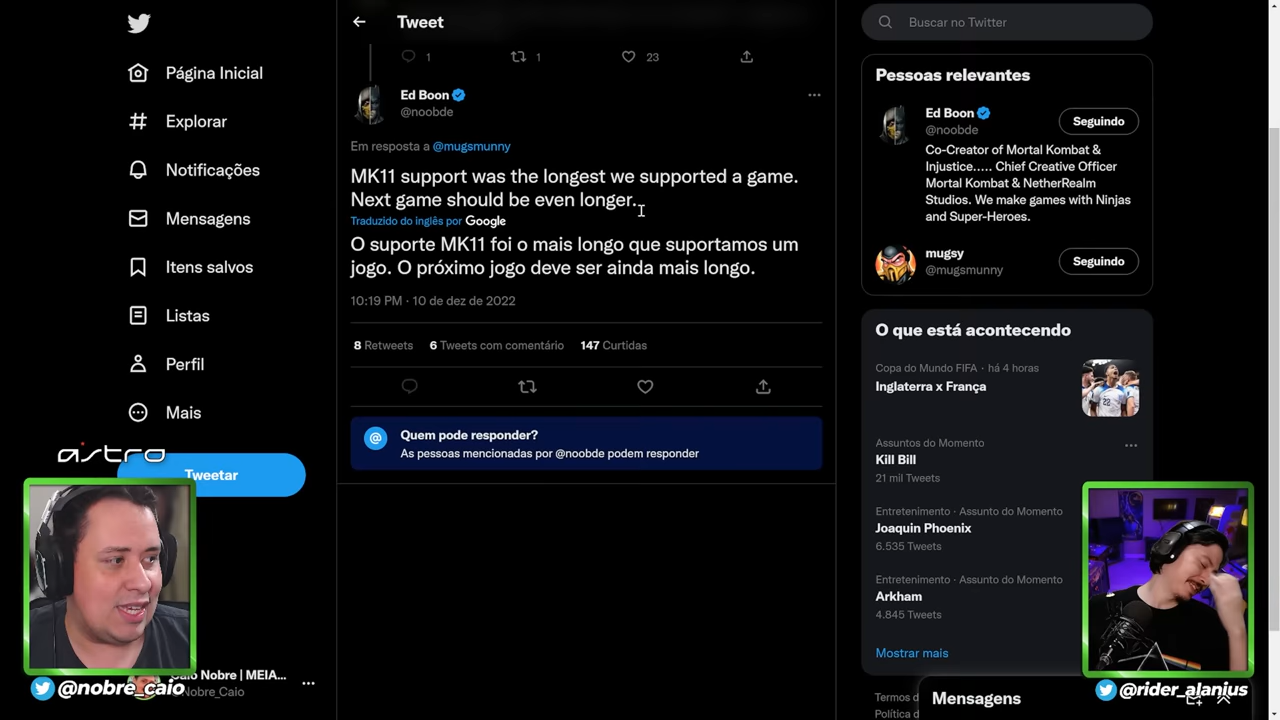 Tweet
1
1
23
Ed Boon
@noobde
Em resposta a @mugsmunny
MK11 support was the longest we supported a game.
Next game should be even longer.
Traduzido do inglês por Google
O suporte MK11 foi o mais longo que suportamos um
jogo. O próximo jogo deve ser ainda mais longo.
10:19 PM · 10 de dez de 2022
8 Retweets 6 Tweets com comentário 147 Curtidas
Quem pode responder?
As pessoas mencionadas por @noobde podem responder
Página Inicial
Explorar
Notificações
Mensagens
Itens salvos
Listas
Perfil
Mais
astro
Tweetar
Caio Nobre | MEIA...
@Nobre_Caio
@nobre_caio
Buscar no Twitter
Pessoas relevantes
Ed Boon
@noobde
Seguindo
Co-Creator of Mortal Kombat &
Injustice..... Chief Creative Officer
Mortal Kombat & NetherRealm
Studios. We make games with Ninjas
and Super-Heroes.
mugsy
@mugsmunny
Seguindo
O que está acontecendo
Copa do Mundo FIFA · há 4 horas
Inglaterra x França
22
Assuntos do Momento
Kill Bill
21 mil Tweets
Entretenimento · Assunto do Momento
Joaquin Phoenix
6.535 Tweets
Entretenimento · Assunto do Momento
Arkham
4.845 Tweets
Mostrar mais
Termos d
Política d
Mensagens
@rider_alanius